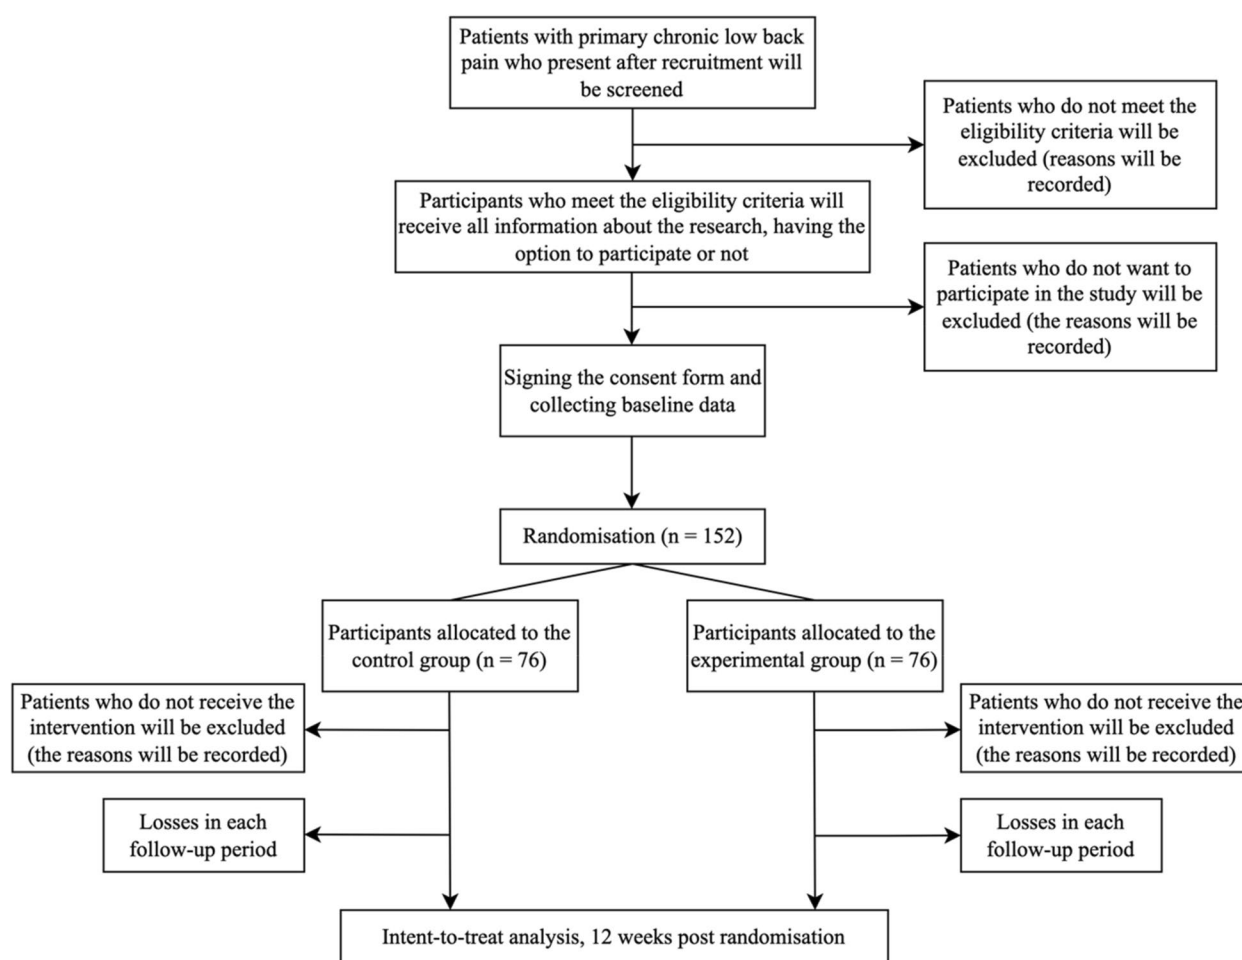 Patients with primary chronic low back
pain who present after recruitment will
be screened
Patients who do not meet the
eligibility criteria will be
excluded (reasons will be
recorded)
Participants who meet the eligibility criteria will
receive all information about the research, having the
option to participate or not
Patients who do not want to
participate in the study will be
excluded (the reasons will be
recorded)
Signing the consent form and
collecting baseline data
Randomisation (n = 152)
Participants allocated to the
control group (n = 76)
Participants allocated to the
experimental group (n = 76)
Patients who do not receive the
intervention will be excluded
(the reasons will be recorded)
Patients who do not receive the
intervention will be excluded
(the reasons will be recorded)
Losses in each
follow-up period
Losses in each
follow-up period
Intent-to-treat analysis, 12 weeks post randomisation